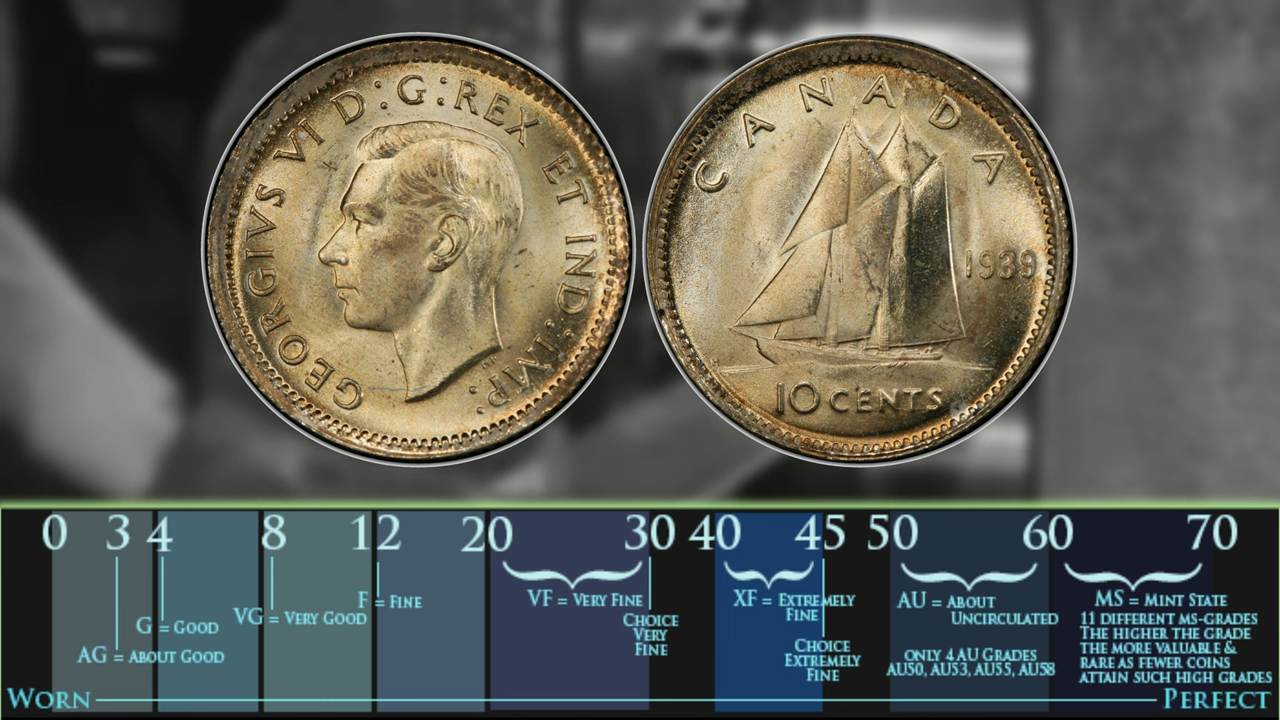 GEORGIVS VI D:G:REX ET IND:IMP:
CANADA
1939
10 CENTS
0 3 4 8 12 20 30 40 45 50 60 70
AG = ABOUT GOOD
G = GOOD
VG = VERY GOOD
F = FINE
VF = VERY FINE
CHOICE
VERY
FINE
XF = EXTREMELY
FINE
CHOICE
EXTREMELY
FINE
AU = ABOUT
UNCIRCULATED
ONLY 4 AU GRADES
AU50, AU53, AU55, AU58
MS = MINT STATE
11 DIFFERENT MS-GRADES
THE HIGHER THE GRADE
THE MORE VALUABLE &
RARE AS FEWER COINS
ATTAIN SUCH HIGH GRADES
WORN
PERFECT